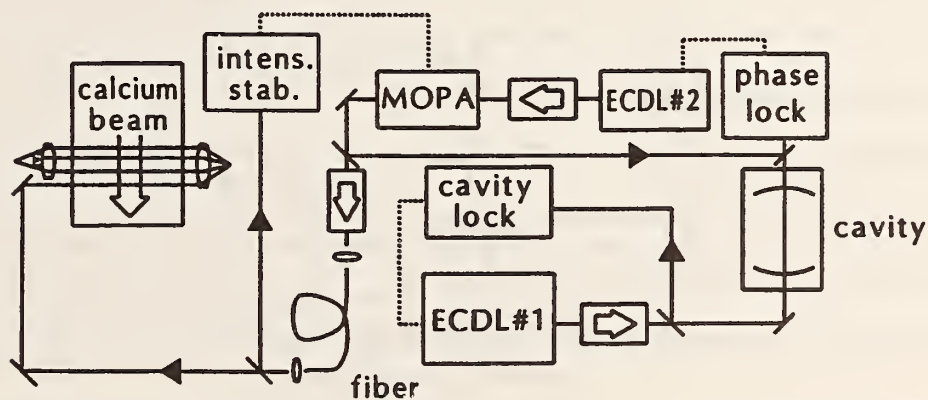 calcium
beam
intens.
stab.
MOPA
ECDL#2
phase
lock
cavity
lock
cavity
ECDL#1
fiber